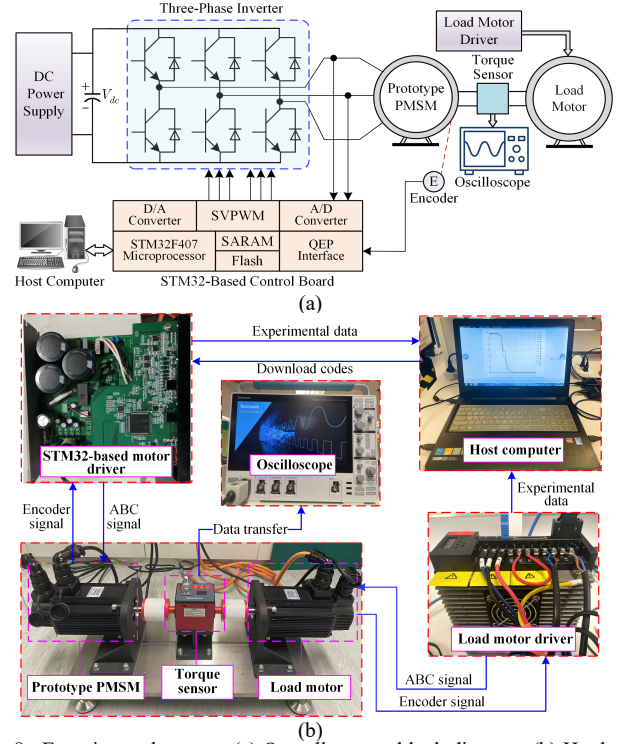 Three-Phase Inverter
Load Motor
Driver
DC
Power
Supply
+
V_dc
−
Prototype
PMSM
Torque
Sensor
Load
Motor
Oscilloscope
E
Encoder
D/A
Converter
SVPWM
A/D
Converter
STM32F407
Microprocessor
SARAM
Flash
QEP
Interface
Host Computer
STM32-Based Control Board
(a)
Experimental data
Download codes
STM32-based motor
driver
Tektronix
Oscilloscope
Host computer
Encoder
signal
ABC
signal
Data transfer
Experimental
data
Prototype PMSM
Torque
sensor
Load motor
Load motor driver
ABC signal
Encoder signal
(b)